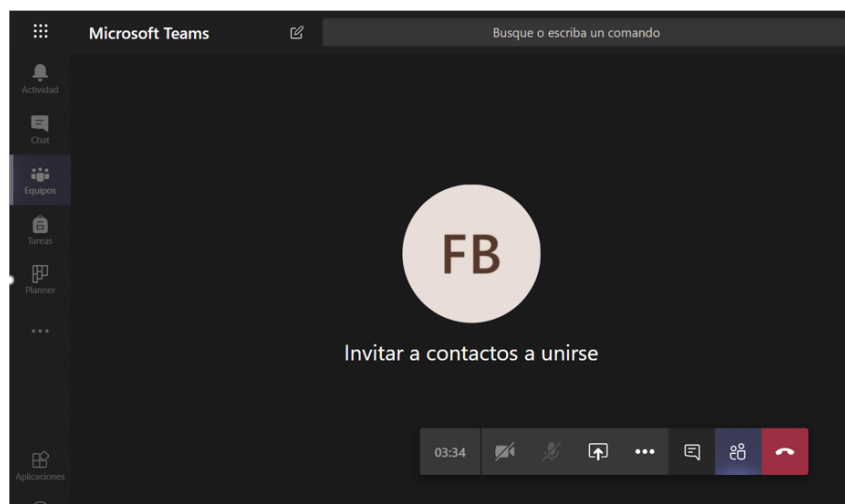 Microsoft Teams
Busque o escriba un comando
Actividad
Chat
Equipos
Tareas
Planner
Aplicaciones
FB
Invitar a contactos a unirse
03:34